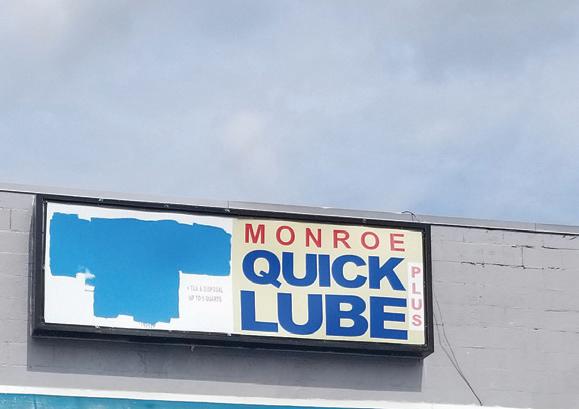 + TAX & DISPOSAL
UP TO 5 QUARTS
MONROE
QUICK
LUBE
PLUS